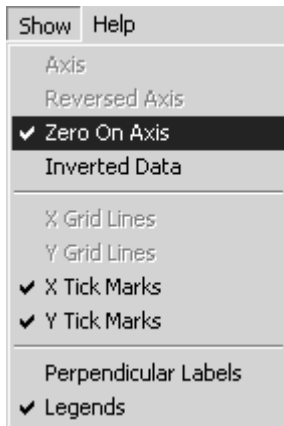 Show Help
Axis
Reversed Axis
Zero On Axis
Inverted Data
X Grid Lines
Y Grid Lines
X Tick Marks
Y Tick Marks
Perpendicular Labels
Legends